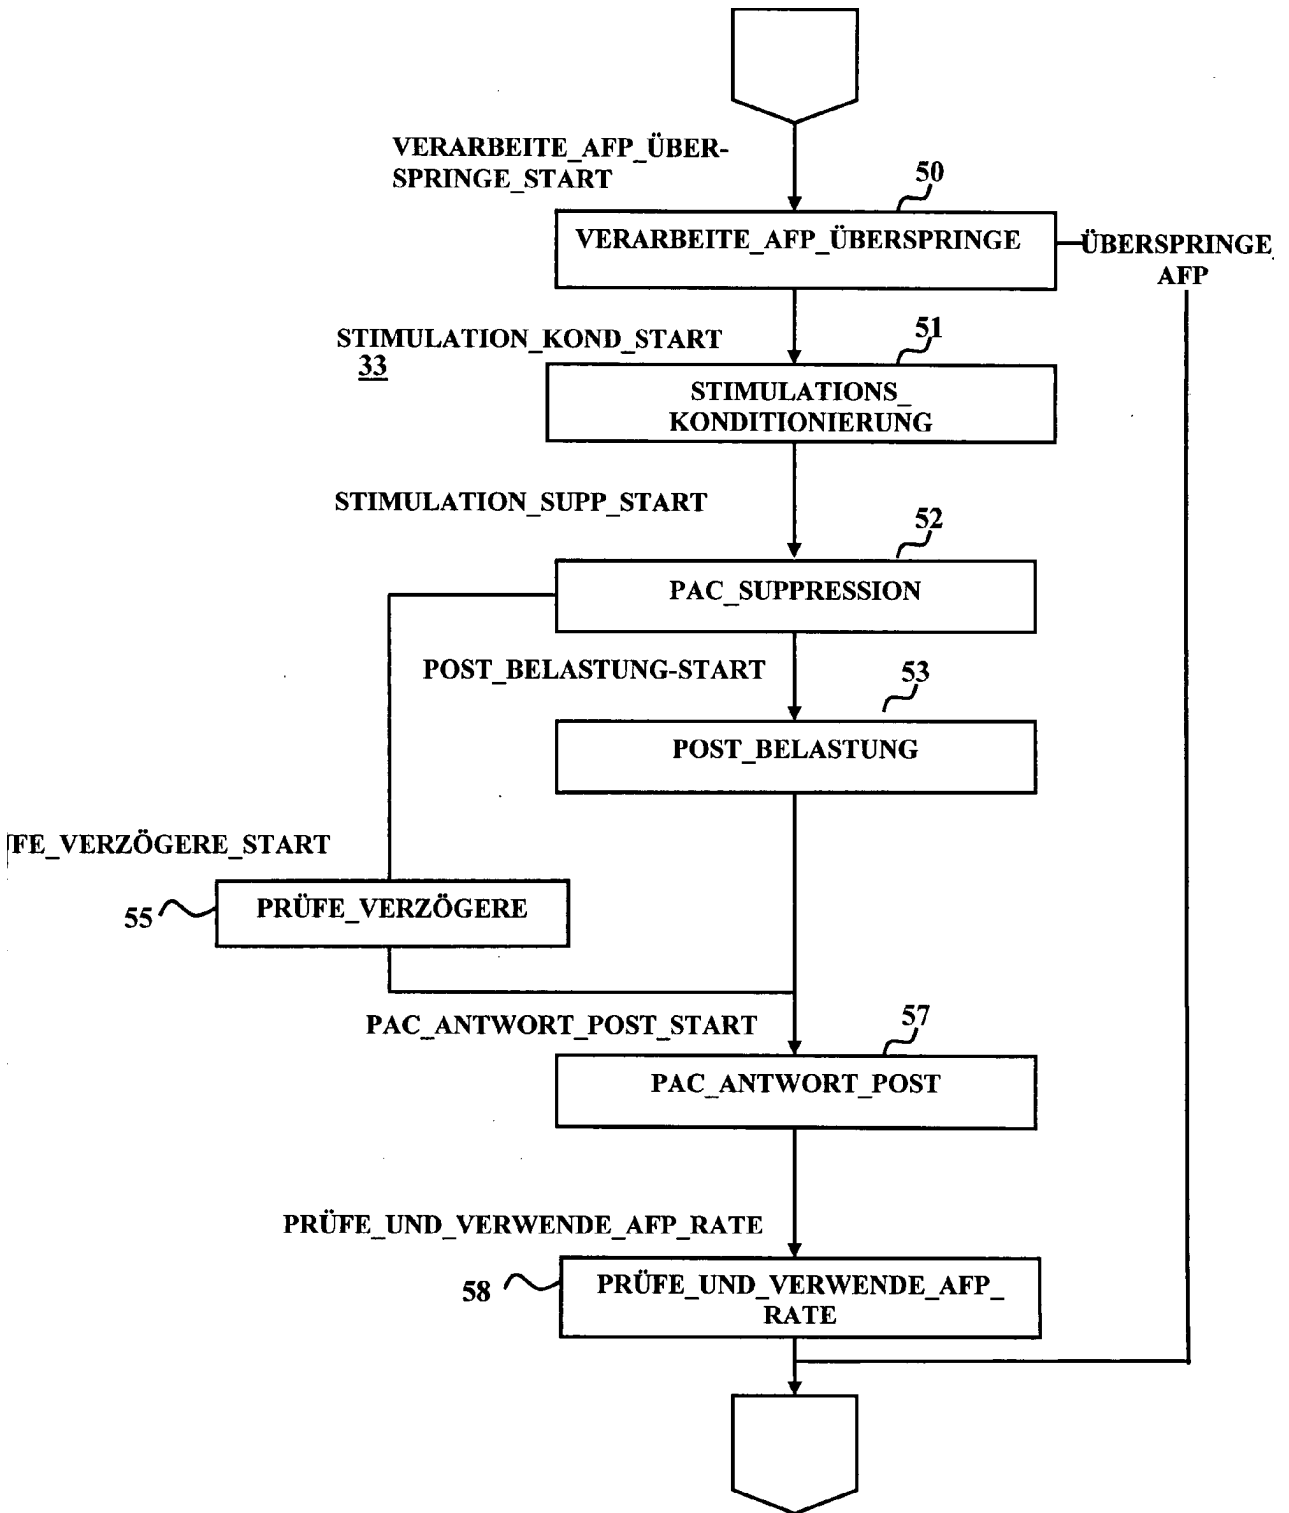 VERARBEITE_AFP_ÜBER-
SPRINGE_START
50
VERARBEITE_AFP_ÜBERSPRINGE
ÜBERSPRINGE
AFP
STIMULATION_KOND_START
33
51
STIMULATIONS_
KONDITIONIERUNG
STIMULATION_SUPP_START
52
PAC_SUPPRESSION
POST_BELASTUNG-START
53
POST_BELASTUNG
FE_VERZÖGERE_START
55
PRÜFE_VERZÖGERE
PAC_ANTWORT_POST_START
57
PAC_ANTWORT_POST
PRÜFE_UND_VERWENDE_AFP_RATE
58
PRÜFE_UND_VERWENDE_AFP_
RATE